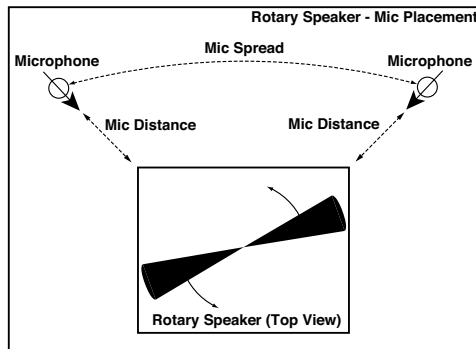 Rotary Speaker - Mic Placement
Mic Spread
Microphone
Microphone
Mic Distance
Mic Distance
Rotary Speaker (Top View)